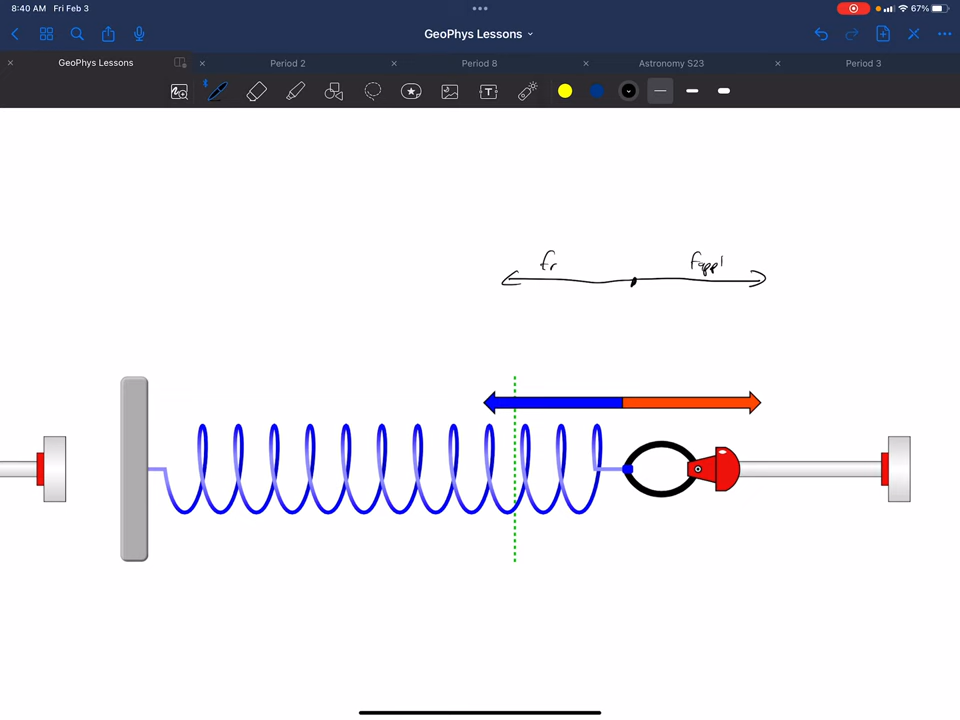 8:40 AM Fri Feb 3
67%
GeoPhys Lessons
GeoPhys Lessons
Period 2
Period 8
Astronomy S23
Period 3
T
fr
fappl